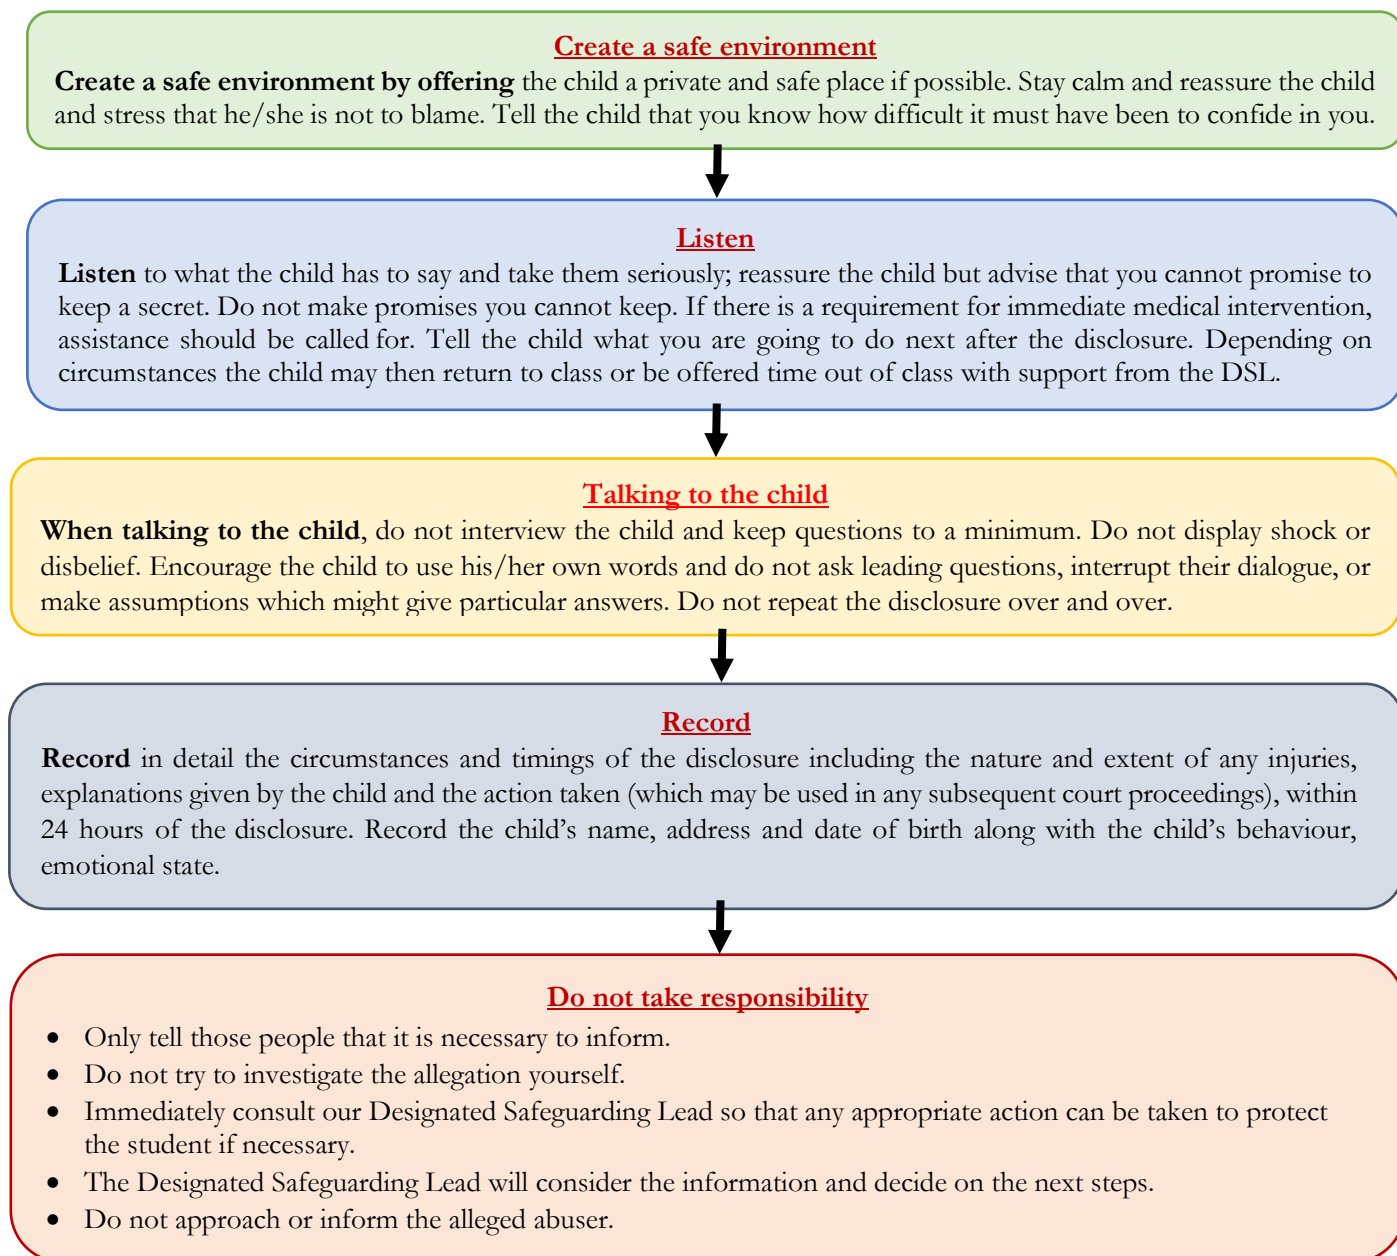 Create a safe environment
Create a safe environment by offering the child a private and safe place if possible. Stay calm and reassure the child
and stress that he/she is not to blame. Tell the child that you know how difficult it must have been to confide in you.
Listen
Listen to what the child has to say and take them seriously; reassure the child but advise that you cannot promise to
keep a secret. Do not make promises you cannot keep. If there is a requirement for immediate medical intervention,
assistance should be called for. Tell the child what you are going to do next after the disclosure. Depending on
circumstances the child may then return to class or be offered time out of class with support from the DSL.
Talking to the child
When talking to the child, do not interview the child and keep questions to a minimum. Do not display shock or
disbelief. Encourage the child to use his/her own words and do not ask leading questions, interrupt their dialogue, or
make assumptions which might give particular answers. Do not repeat the disclosure over and over.
Record
Record in detail the circumstances and timings of the disclosure including the nature and extent of any injuries,
explanations given by the child and the action taken (which may be used in any subsequent court proceedings), within
24 hours of the disclosure. Record the child's name, address and date of birth along with the child's behaviour,
emotional state.
Do not take responsibility
• Only tell those people that it is necessary to inform.
• Do not try to investigate the allegation yourself.
• Immediately consult our Designated Safeguarding Lead so that any appropriate action can be taken to protect
the student if necessary.
• The Designated Safeguarding Lead will consider the information and decide on the next steps.
• Do not approach or inform the alleged abuser.